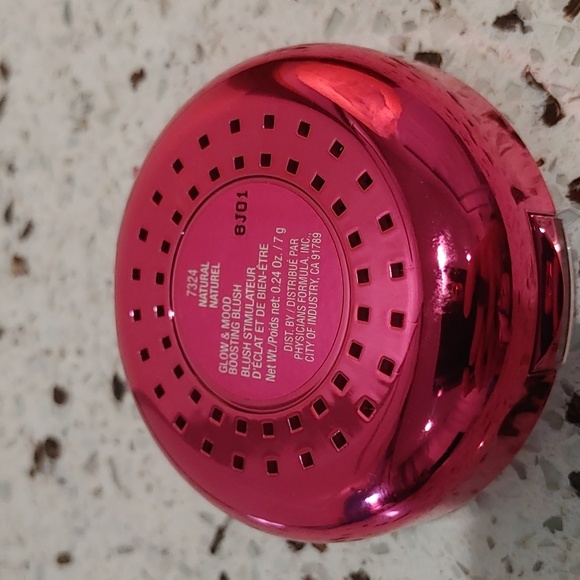 7324
NATURAL
NATUREL
8J01
GLOW & MOOD
BOOSTING BLUSH
BLUSH STIMULATEUR
D'ÉCLAT ET DE BIEN-ÊTRE
Net Wt./Poids net: 0.24 Oz. / 7 g
DIST. BY / DISTRIBUÉ PAR
PHYSICIANS FORMULA, INC.,
CITY OF INDUSTRY, CA 91789